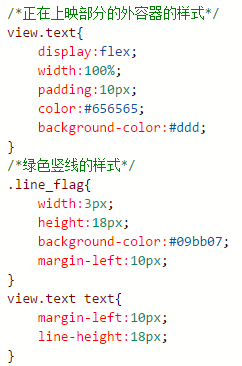 /*正在上映部分的外容器的样式*/
view.text{
    display:flex;
    width:100%;
    padding:10px;
    color:#656565;
    background-color:#ddd;
}
/*绿色竖线的样式*/
.line_flag{
    width:3px;
    height:18px;
    background-color:#09bb07;
    margin-left:10px;
}
view.text text{
    margin-left:10px;
    line-height:18px;
}